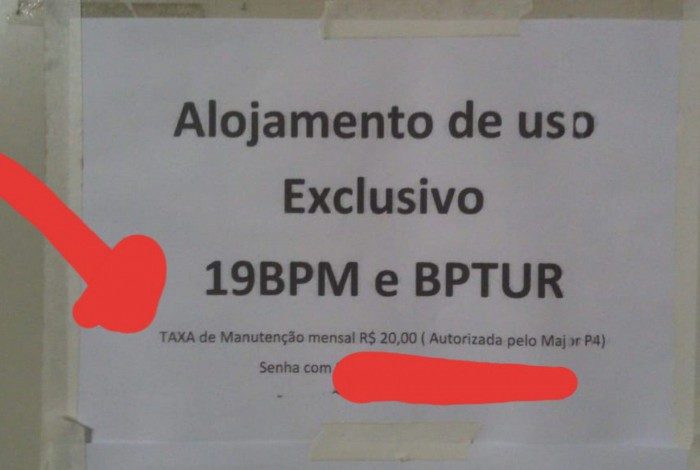 Alojamento de uso
Exclusivo
19BPM e BPTUR
TAXA de Manutenção mensal R$ 20,00 ( Autorizada pelo Major P4)
Senha com